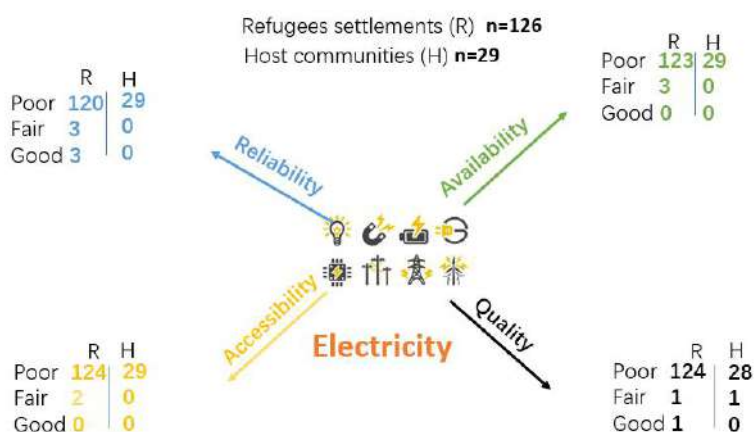 Refugees settlements (R) n=126
Host communities (H) n=29
R H
Poor 120 29
Fair 3 0
Good 3 0
Reliability
R H
Poor 123 29
Fair 3 0
Good 0 0
Availability
Accessibility
Electricity
Quality
R H
Poor 124 29
Fair 2 0
Good 0 0
R H
Poor 124 28
Fair 1 1
Good 1 0